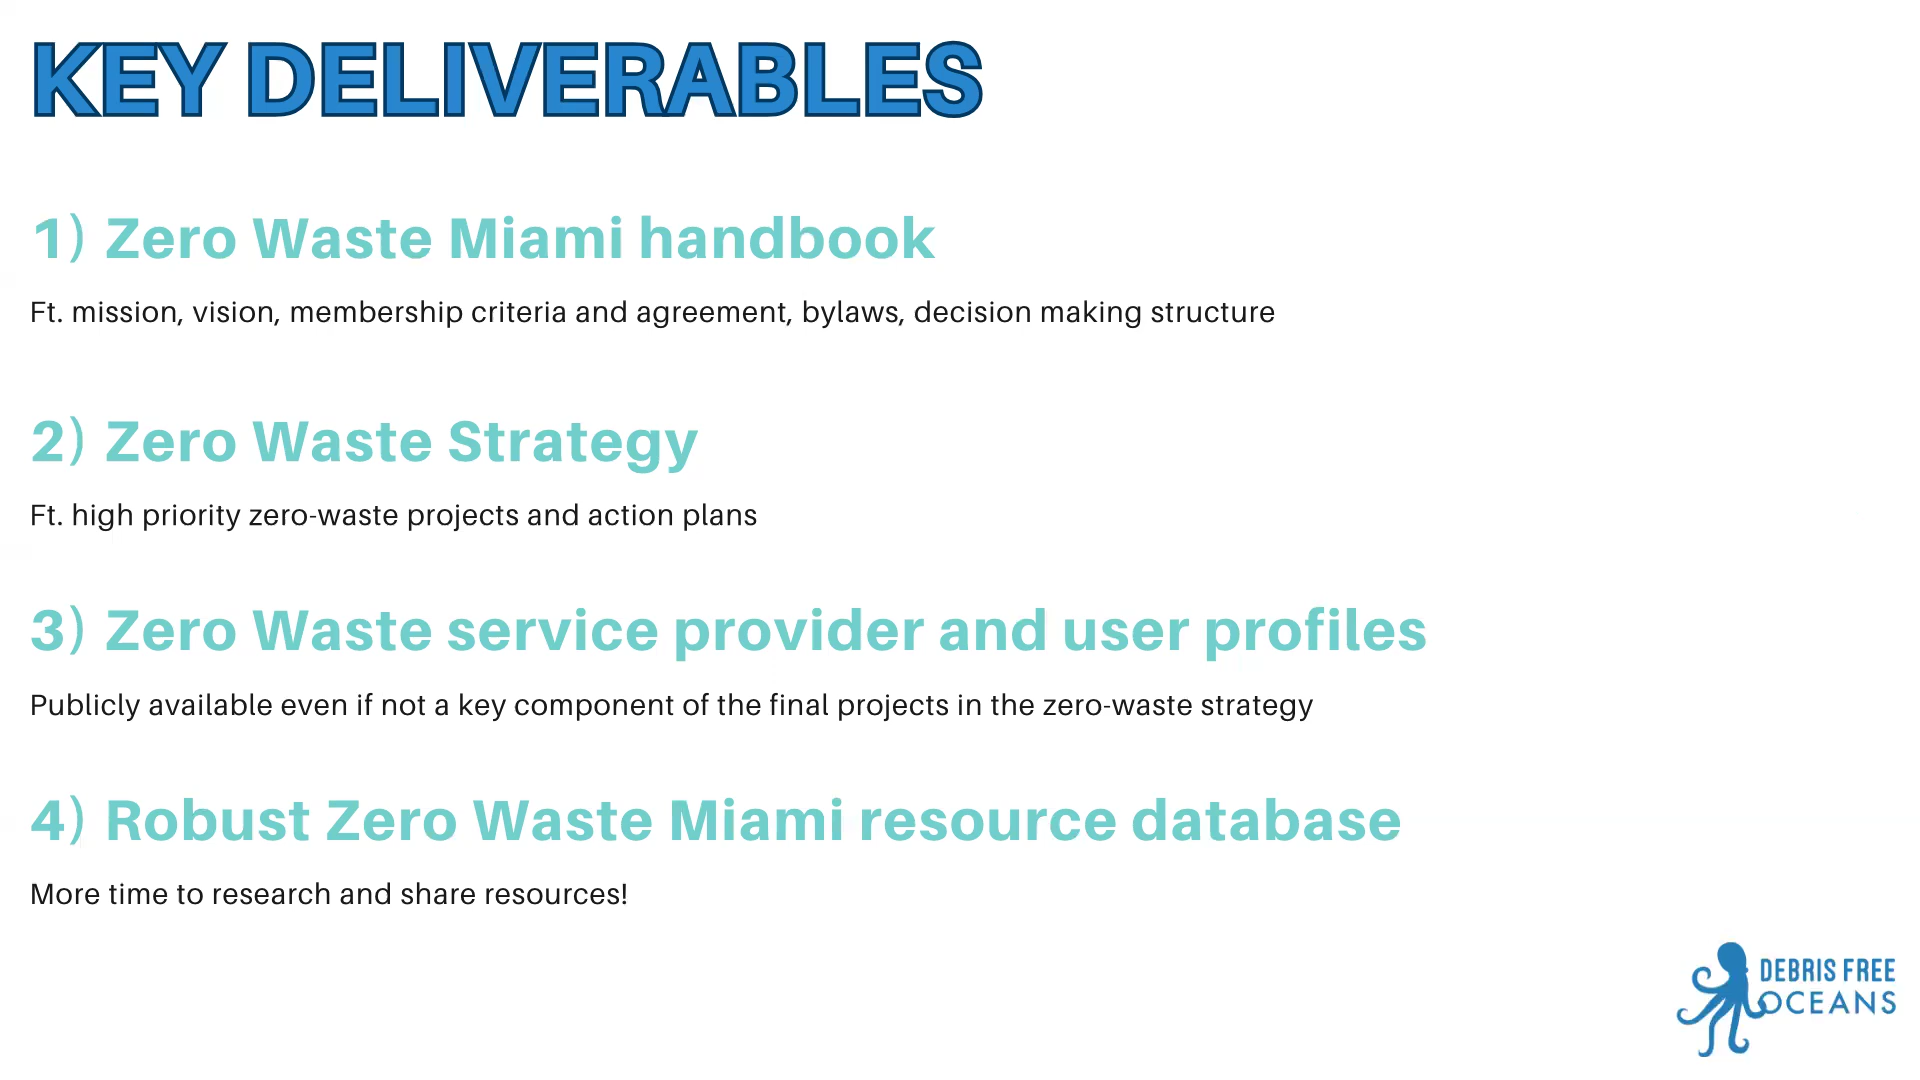 KEY DELIVERABLES
1) Zero Waste Miami handbook
Ft. mission, vision, membership criteria and agreement, bylaws, decision making structure
2) Zero Waste Strategy
Ft. high priority zero-waste projects and action plans
3) Zero Waste service provider and user profiles
Publicly available even if not a key component of the final projects in the zero-waste strategy
4) Robust Zero Waste Miami resource database
More time to research and share resources!
DEBRIS FREE
OCEANS